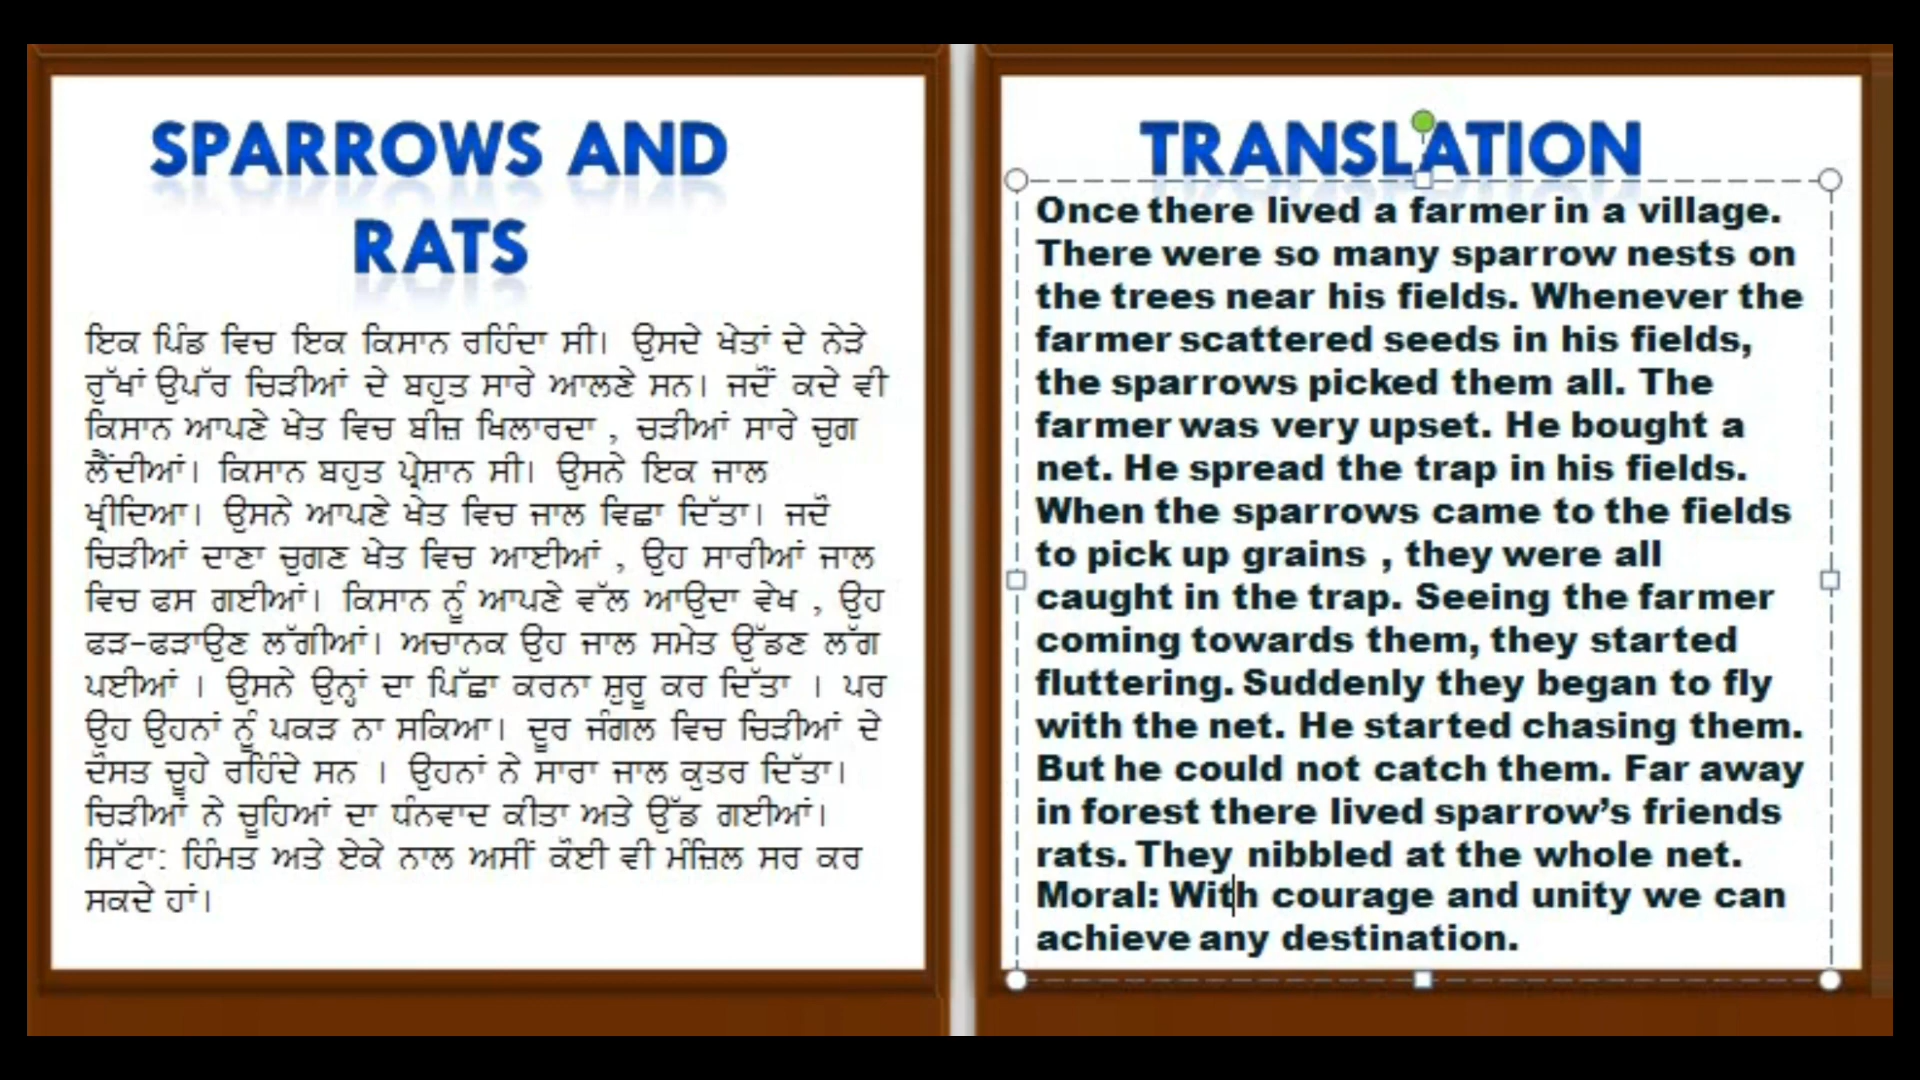 SPARROWS AND
RATS
ਇਕ ਪਿੰਡ ਵਿਚ ਇਕ ਕਿਸਾਨ ਰਹਿੰਦਾ ਸੀ। ਉਸਦੇ ਖੇਤਾਂ ਦੇ ਨੇੜੇ
ਰੁੱਖਾਂ ਉਪੱਰ ਚਿੜੀਆਂ ਦੇ ਬਹੁਤ ਸਾਰੇ ਆਲਣੇ ਸਨ। ਜਦੋਂ ਕਦੇ ਵੀ
ਕਿਸਾਨ ਆਪਣੇ ਖੇਤ ਵਿਚ ਬੀਜ਼ ਖਿਲਾਰਦਾ , ਚੜੀਆਂ ਸਾਰੇ ਚੁਗ
ਲੈਂਦੀਆਂ। ਕਿਸਾਨ ਬਹੁਤ ਪ੍ਰੇਸ਼ਾਨ ਸੀ। ਉਸਨੇ ਇਕ ਜਾਲ
ਖ੍ਰੀਦਿਆ। ਉਸਨੇ ਆਪਣੇ ਖੇਤ ਵਿਚ ਜਾਲ ਵਿਛਾ ਦਿੱਤਾ। ਜਦੋਂ
ਚਿੜੀਆਂ ਦਾਣਾ ਚੁਗਣ ਖੇਤ ਵਿਚ ਆਈਆਂ , ਉਹ ਸਾਰੀਆਂ ਜਾਲ
ਵਿਚ ਫਸ ਗਈਆਂ। ਕਿਸਾਨ ਨੂੰ ਆਪਣੇ ਵੱਲ ਆਉਦਾ ਵੇਖ , ਉਹ
ਫੜ-ਫੜਾਉਣ ਲੱਗੀਆਂ। ਅਚਾਨਕ ਉਹ ਜਾਲ ਸਮੇਤ ਉੱਡਣ ਲੱਗ
ਪਈਆਂ । ਉਸਨੇ ਉਨ੍ਹਾਂ ਦਾ ਪਿੱਛਾ ਕਰਨਾ ਸ਼ੁਰੂ ਕਰ ਦਿੱਤਾ । ਪਰ
ਉਹ ਉਹਨਾਂ ਨੂੰ ਪਕੜ ਨਾ ਸਕਿਆ। ਦੂਰ ਜੰਗਲ ਵਿਚ ਚਿੜੀਆਂ ਦੇ
ਦੋਸਤ ਚੂਹੇ ਰਹਿੰਦੇ ਸਨ । ਉਹਨਾਂ ਨੇ ਸਾਰਾ ਜਾਲ ਕੁਤਰ ਦਿੱਤਾ।
ਚਿੜੀਆਂ ਨੇ ਚੂਹਿਆਂ ਦਾ ਧੰਨਵਾਦ ਕੀਤਾ ਅਤੇ ਉੱਡ ਗਈਆਂ।
ਸਿੱਟਾ: ਹਿੰਮਤ ਅਤੇ ਏਕੇ ਨਾਲ ਅਸੀਂ ਕੋਈ ਵੀ ਮੰਜ਼ਿਲ ਸਰ ਕਰ
ਸਕਦੇ ਹਾਂ।
TRANSLATION
Once there lived a farmer in a village.
There were so many sparrow nests on
the trees near his fields. Whenever the
farmer scattered seeds in his fields,
the sparrows picked them all. The
farmer was very upset. He bought a
net. He spread the trap in his fields.
When the sparrows came to the fields
to pick up grains , they were all
caught in the trap. Seeing the farmer
coming towards them, they started
fluttering. Suddenly they began to fly
with the net. He started chasing them.
But he could not catch them. Far away
in forest there lived sparrow’s friends
rats. They nibbled at the whole net.
Moral: With courage and unity we can
achieve any destination.